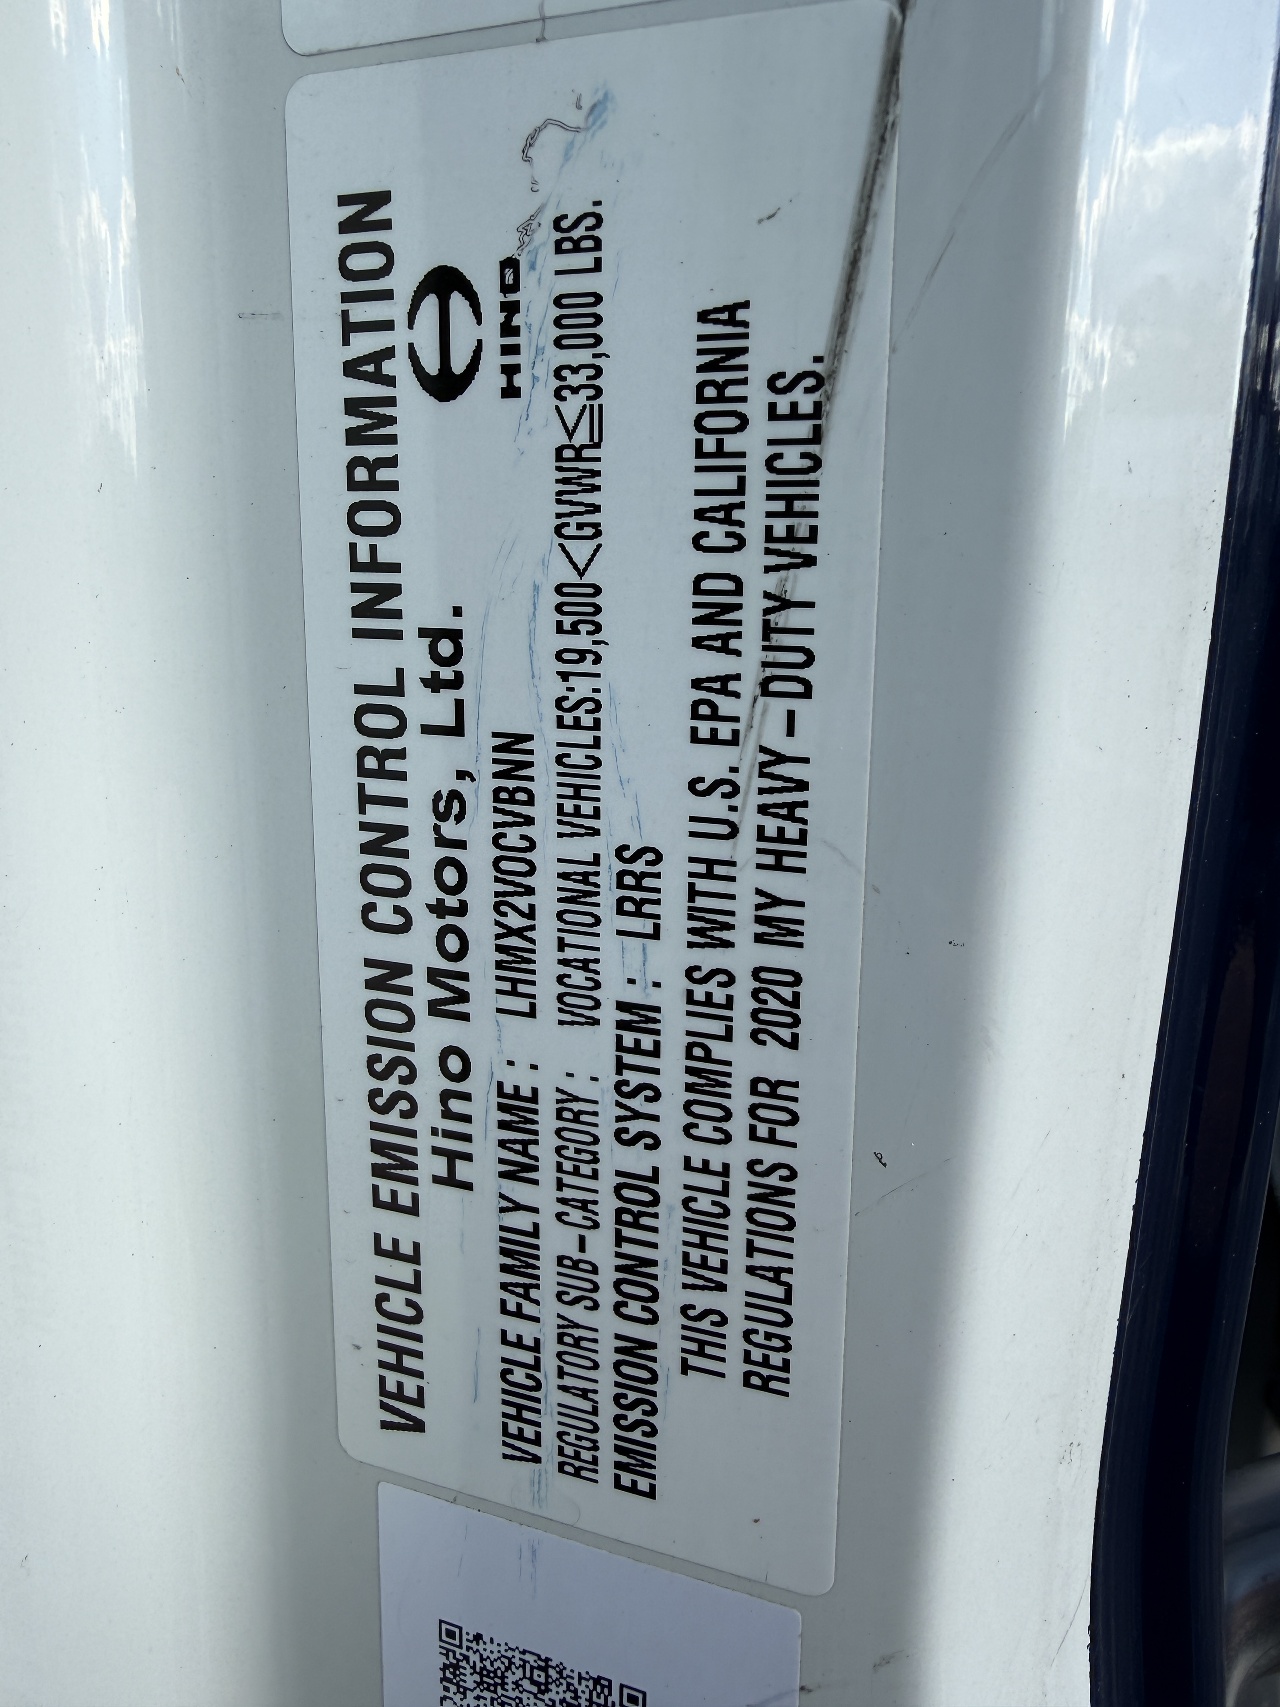 VEHICLE EMISSION CONTROL INFORMATION
Hino Motors, Ltd.
HINO
VEHICLE FAMILY NAME : LHMX2VOCVBNN
REGULATORY SUB-CATEGORY : VOCATIONAL VEHICLES:19,500<GVWR≦33,000 LBS.
EMISSION CONTROL SYSTEM : LRRS
THIS VEHICLE COMPLIES WITH U.S. EPA AND CALIFORNIA
REGULATIONS FOR 2020 MY HEAVY-DUTY VEHICLES.